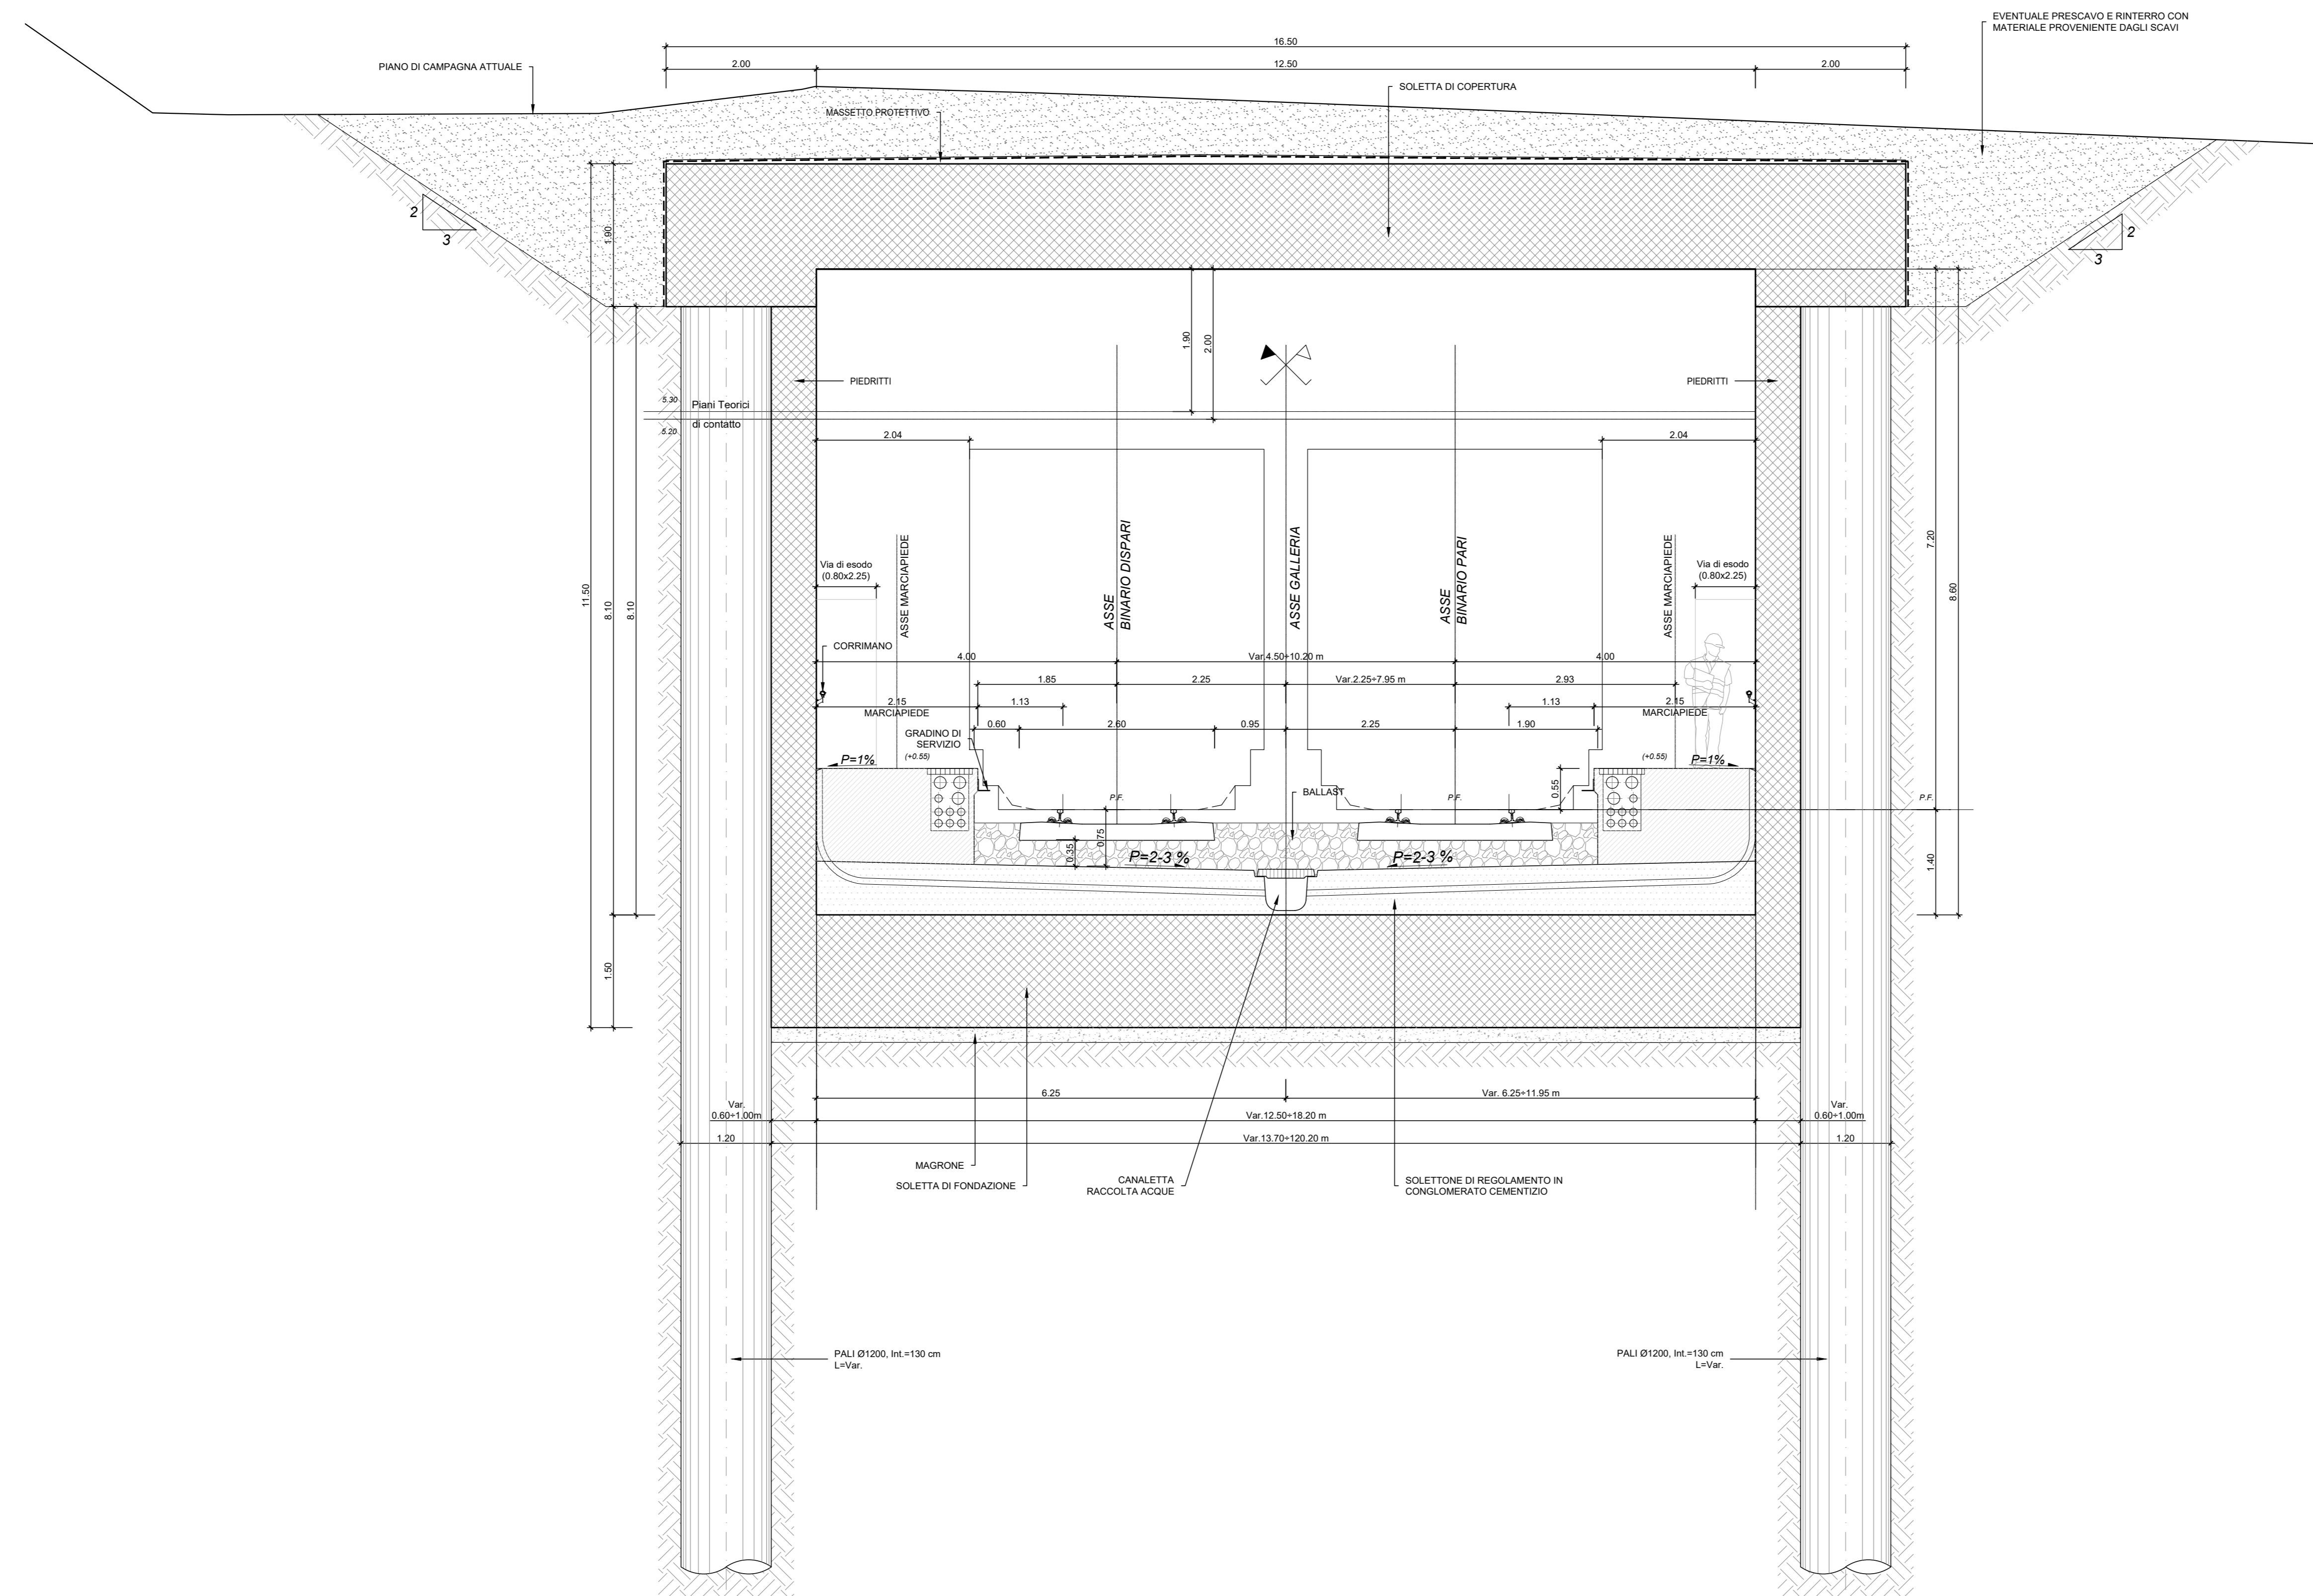 EVENTUALE PRESCAVO E RINTERRO CON
MATERIALE PROVENIENTE DAGLI SCAVI
16.50
PIANO DI CAMPAGNA ATTUALE
2.00
12.50
2.00
SOLETTA DI COPERTURA
MASSETTO PROTETTIVO
2
3
1.90
2
3
1.90
2.00
PIEDRITTI
PIEDRITTI
5.30
Piani Teorici
di contatto
5.20
2.04
2.04
11.50
8.10
8.10
7.20
8.60
Via di esodo
(0.80x2.25)
ASSE MARCIAPIEDE
ASSE
BINARIO DISPARI
ASSE GALLERIA
ASSE
BINARIO PARI
ASSE MARCIAPIEDE
Via di esodo
(0.80x2.25)
CORRIMANO
4.00
Var.4.50÷10.20 m
4.00
1.85
2.25
Var.2.25÷7.95 m
2.93
2.15
MARCIAPIEDE
1.13
1.13
2.15
MARCIAPIEDE
0.60
2.60
0.95
2.25
1.90
GRADINO DI
SERVIZIO
P=1%
(+0.55)
(+0.55)
P=1%
0.55
BALLAST
P.F.
P.F.
P.F.
0.75
0.35
P=2-3 %
P=2-3 %
1.40
1.50
6.25
Var. 6.25÷11.95 m
Var.
0.60÷1.00m
Var.12.50÷18.20 m
Var.
0.60÷1.00m
1.20
Var.13.70÷120.20 m
1.20
MAGRONE
SOLETTA DI FONDAZIONE
CANALETTA
RACCOLTA ACQUE
SOLETTONE DI REGOLAMENTO IN
CONGLOMERATO CEMENTIZIO
PALI Ø1200, Int.=130 cm
L=Var.
PALI Ø1200, Int.=130 cm
L=Var.